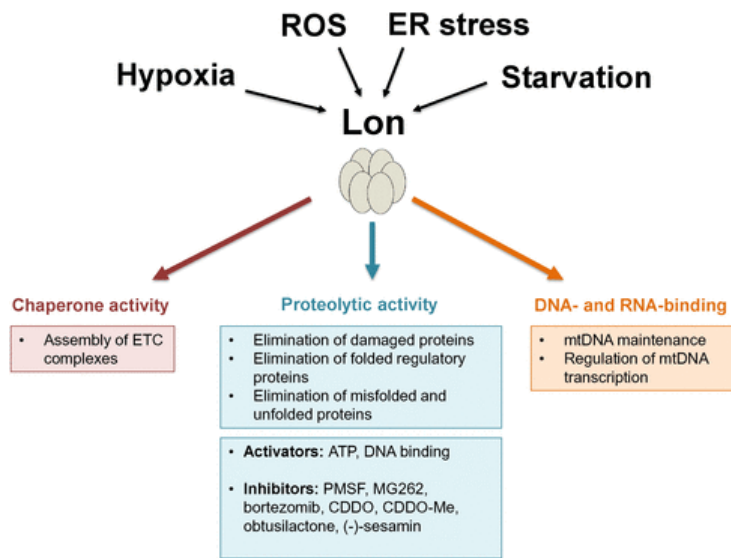 ROS ER stress
Hypoxia Starvation
Lon
Chaperone activity
• Assembly of ETC
complexes
Proteolytic activity
• Elimination of damaged proteins
• Elimination of folded regulatory
proteins
• Elimination of misfolded and
unfolded proteins
• Activators: ATP, DNA binding
• Inhibitors: PMSF, MG262,
bortezomib, CDDO, CDDO-Me,
obtusilactone, (-)-sesamin
DNA- and RNA-binding
• mtDNA maintenance
• Regulation of mtDNA
transcription